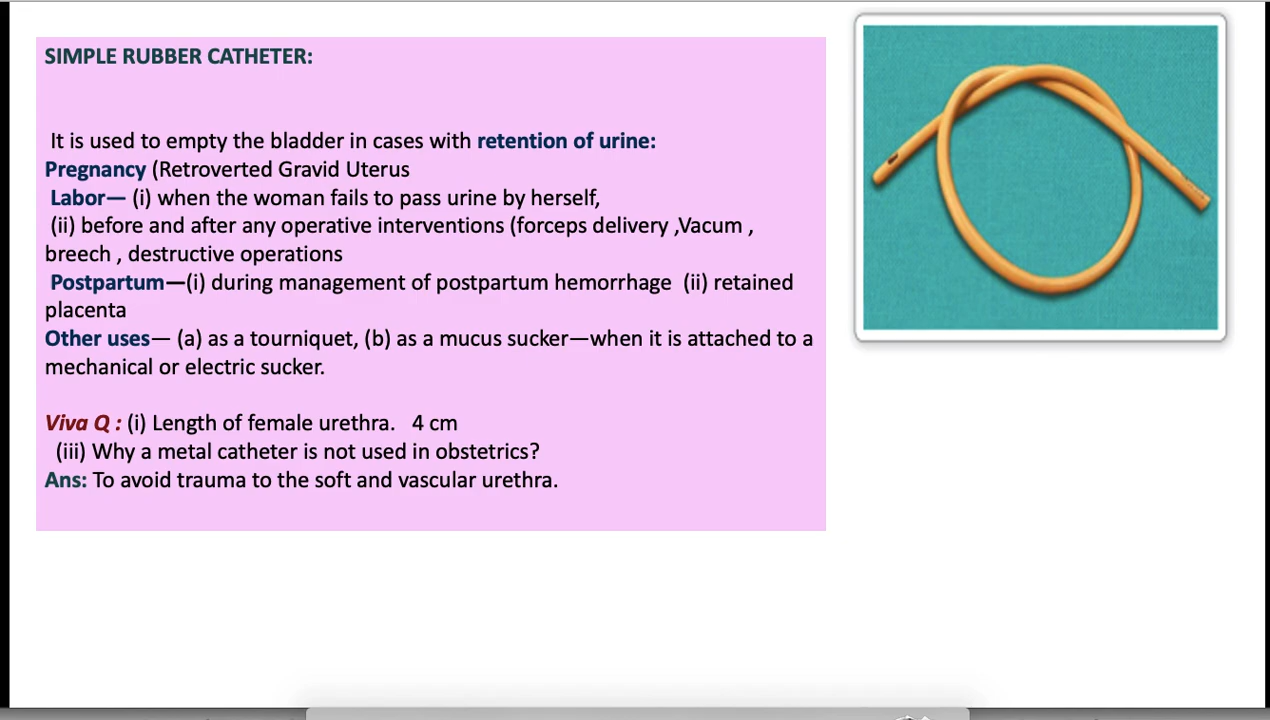 SIMPLE RUBBER CATHETER:
It is used to empty the bladder in cases with retention of urine:
Pregnancy (Retroverted Gravid Uterus
Labor— (i) when the woman fails to pass urine by herself,
(ii) before and after any operative interventions (forceps delivery ,Vacum ,
breech , destructive operations
Postpartum—(i) during management of postpartum hemorrhage (ii) retained
placenta
Other uses— (a) as a tourniquet, (b) as a mucus sucker—when it is attached to a
mechanical or electric sucker.
Viva Q : (i) Length of female urethra. 4 cm
(iii) Why a metal catheter is not used in obstetrics?
Ans: To avoid trauma to the soft and vascular urethra.